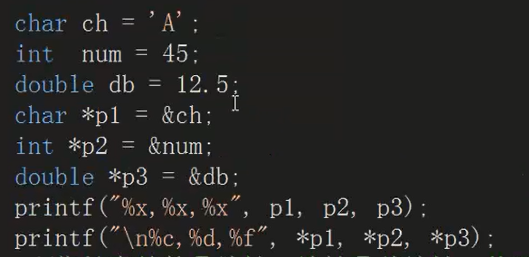 char ch = 'A';
int  num = 45;
double db = 12.5;
char *p1 = &ch;
int *p2 = &num;
double *p3 = &db;
printf("%x,%x,%x", p1, p2, p3);
printf("\n%c,%d,%f", *p1, *p2, *p3);